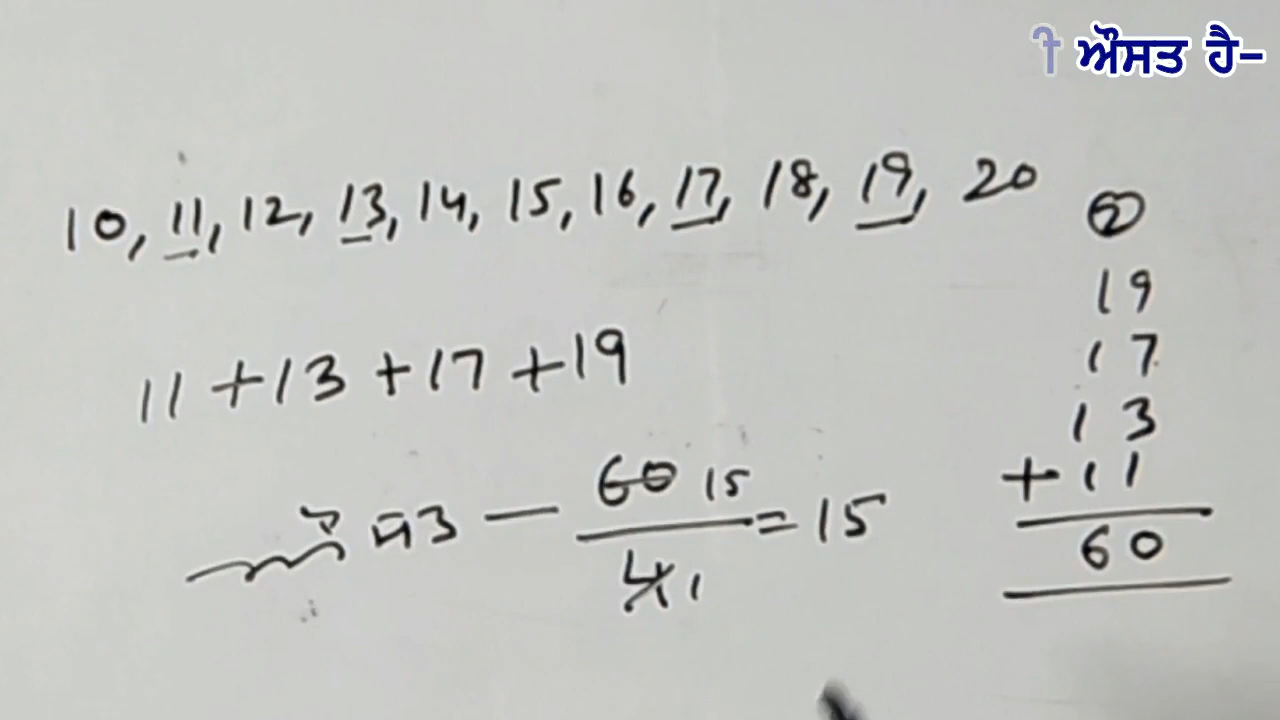 ੀ ਔਸਤ ਹੈ-
10, 11, 12, 13, 14, 15, 16, 17, 18, 19, 20
2
19
17
13
+11
60
11 + 13 + 17 + 19
— 60 15 / 4 1 = 15